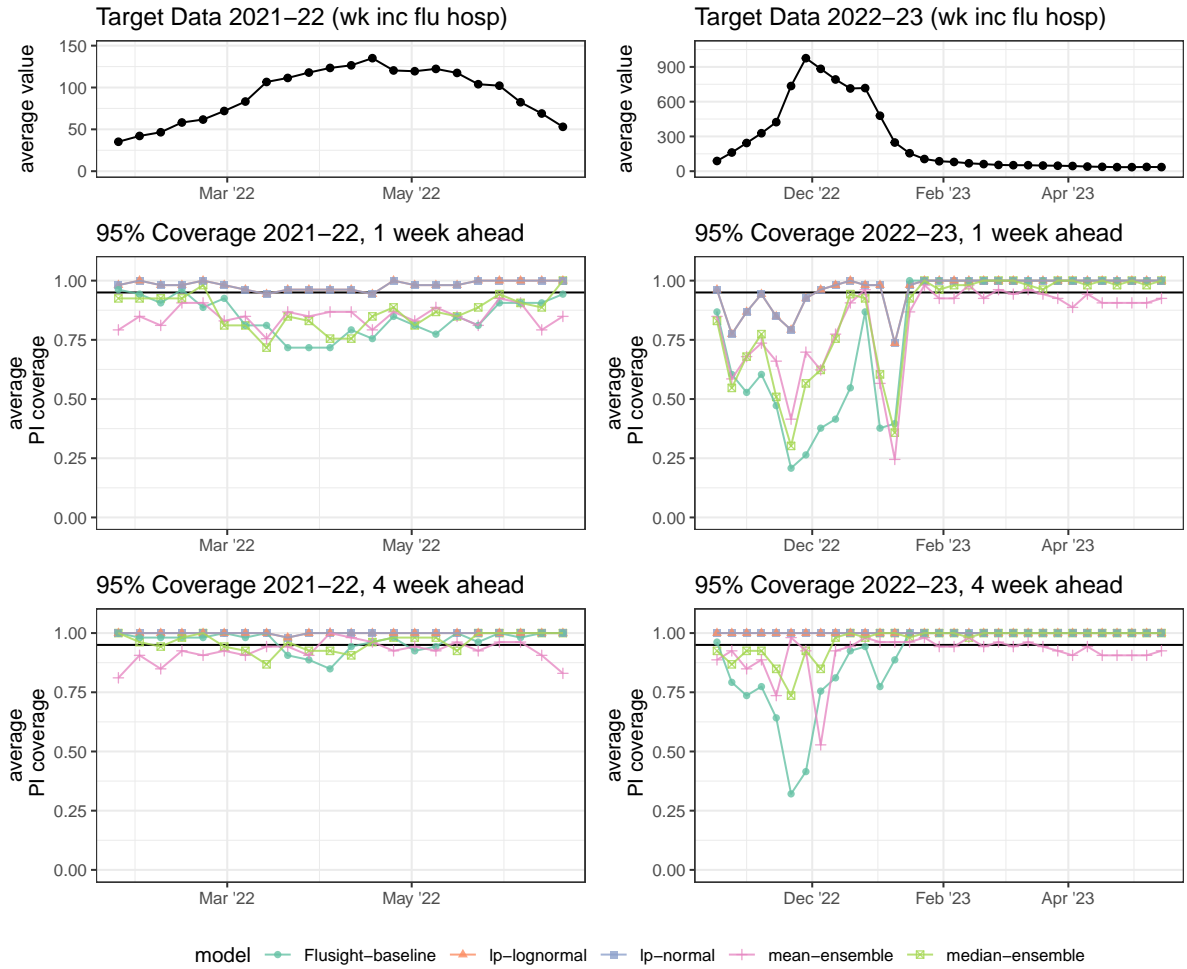 Target Data 2021−22 (wk inc flu hosp)
average value
150
100
50
0
Mar '22
May '22
Target Data 2022−23 (wk inc flu hosp)
average value
900
600
300
0
Dec '22
Feb '23
Apr '23
95% Coverage 2021−22, 1 week ahead
average
PI coverage
1.00
0.75
0.50
0.25
0.00
Mar '22
May '22
95% Coverage 2022−23, 1 week ahead
average
PI coverage
1.00
0.75
0.50
0.25
0.00
Dec '22
Feb '23
Apr '23
95% Coverage 2021−22, 4 week ahead
average
PI coverage
1.00
0.75
0.50
0.25
0.00
Mar '22
May '22
95% Coverage 2022−23, 4 week ahead
average
PI coverage
1.00
0.75
0.50
0.25
0.00
Dec '22
Feb '23
Apr '23
model Flusight−baseline lp−lognormal lp−normal mean−ensemble median−ensemble